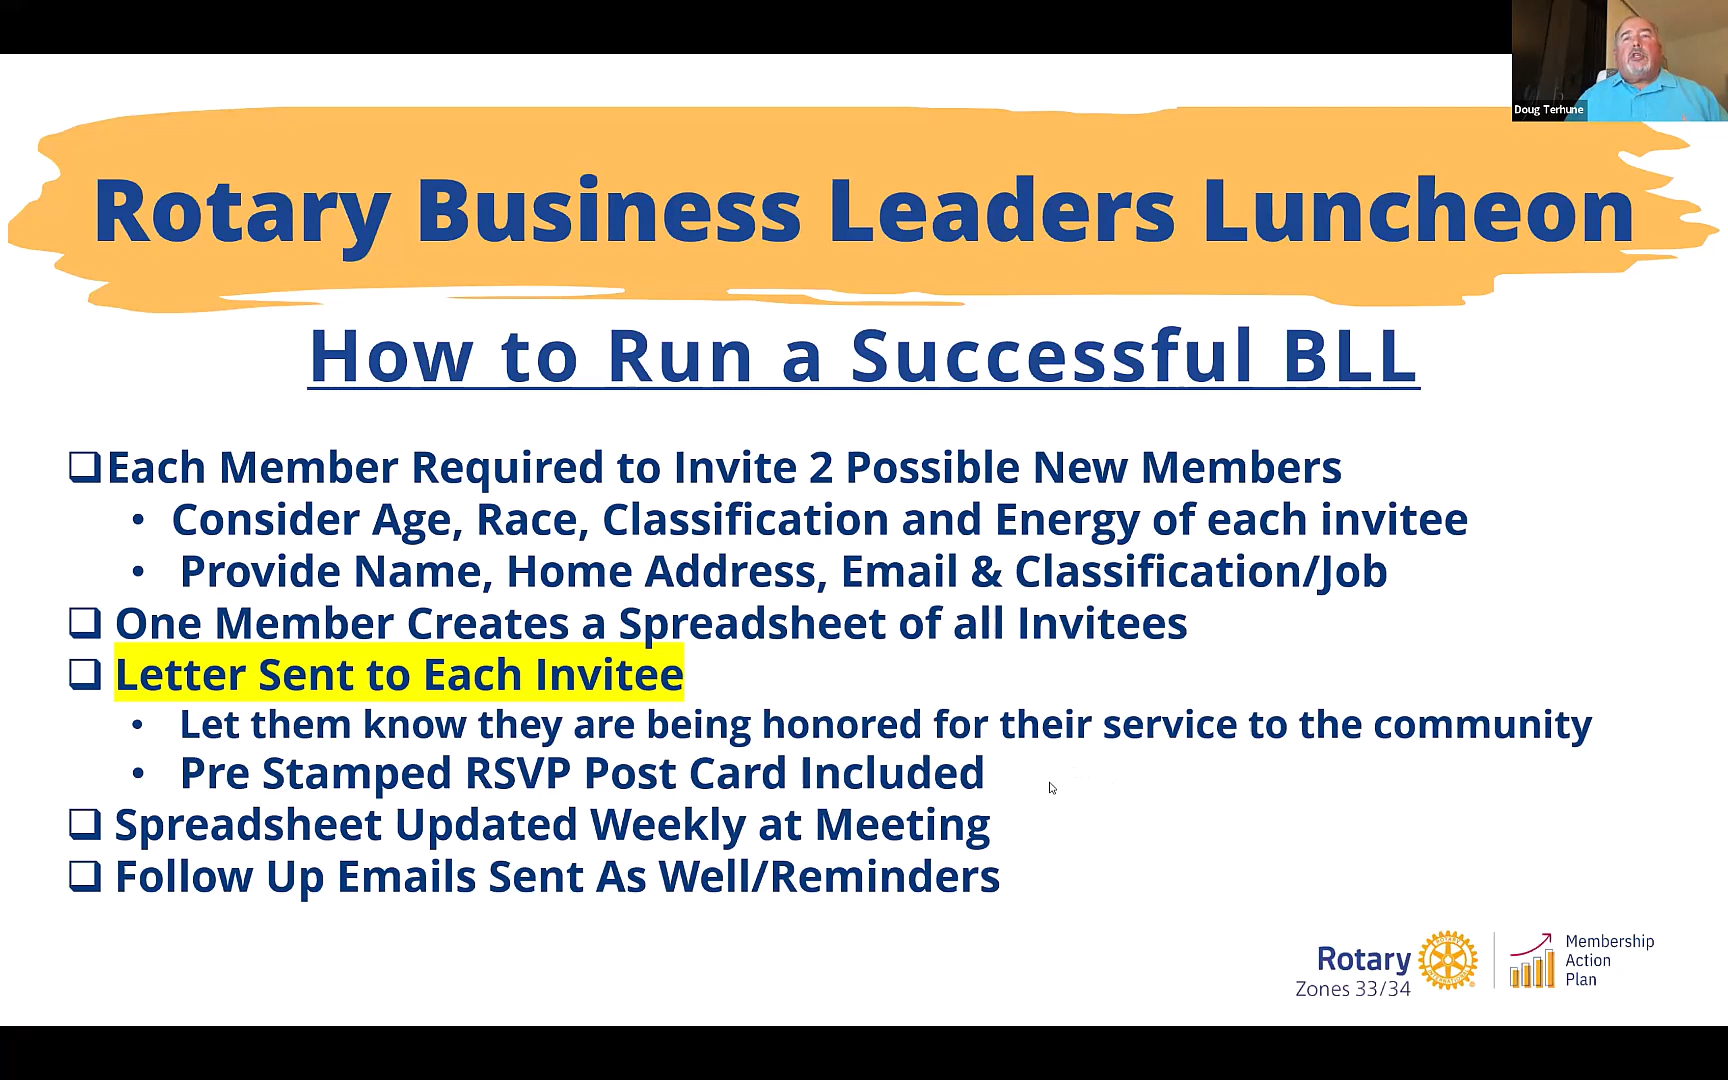 Doug Terhune
Rotary Business Leaders Luncheon
How to Run a Successful BLL
❑Each Member Required to Invite 2 Possible New Members
• Consider Age, Race, Classification and Energy of each invitee
• Provide Name, Home Address, Email & Classification/Job
❑ One Member Creates a Spreadsheet of all Invitees
❑ Letter Sent to Each Invitee
• Let them know they are being honored for their service to the community
• Pre Stamped RSVP Post Card Included
❑ Spreadsheet Updated Weekly at Meeting
❑ Follow Up Emails Sent As Well/Reminders
Rotary
Zones 33/34
ROTARY
INTERNATIONAL
Membership
Action
Plan